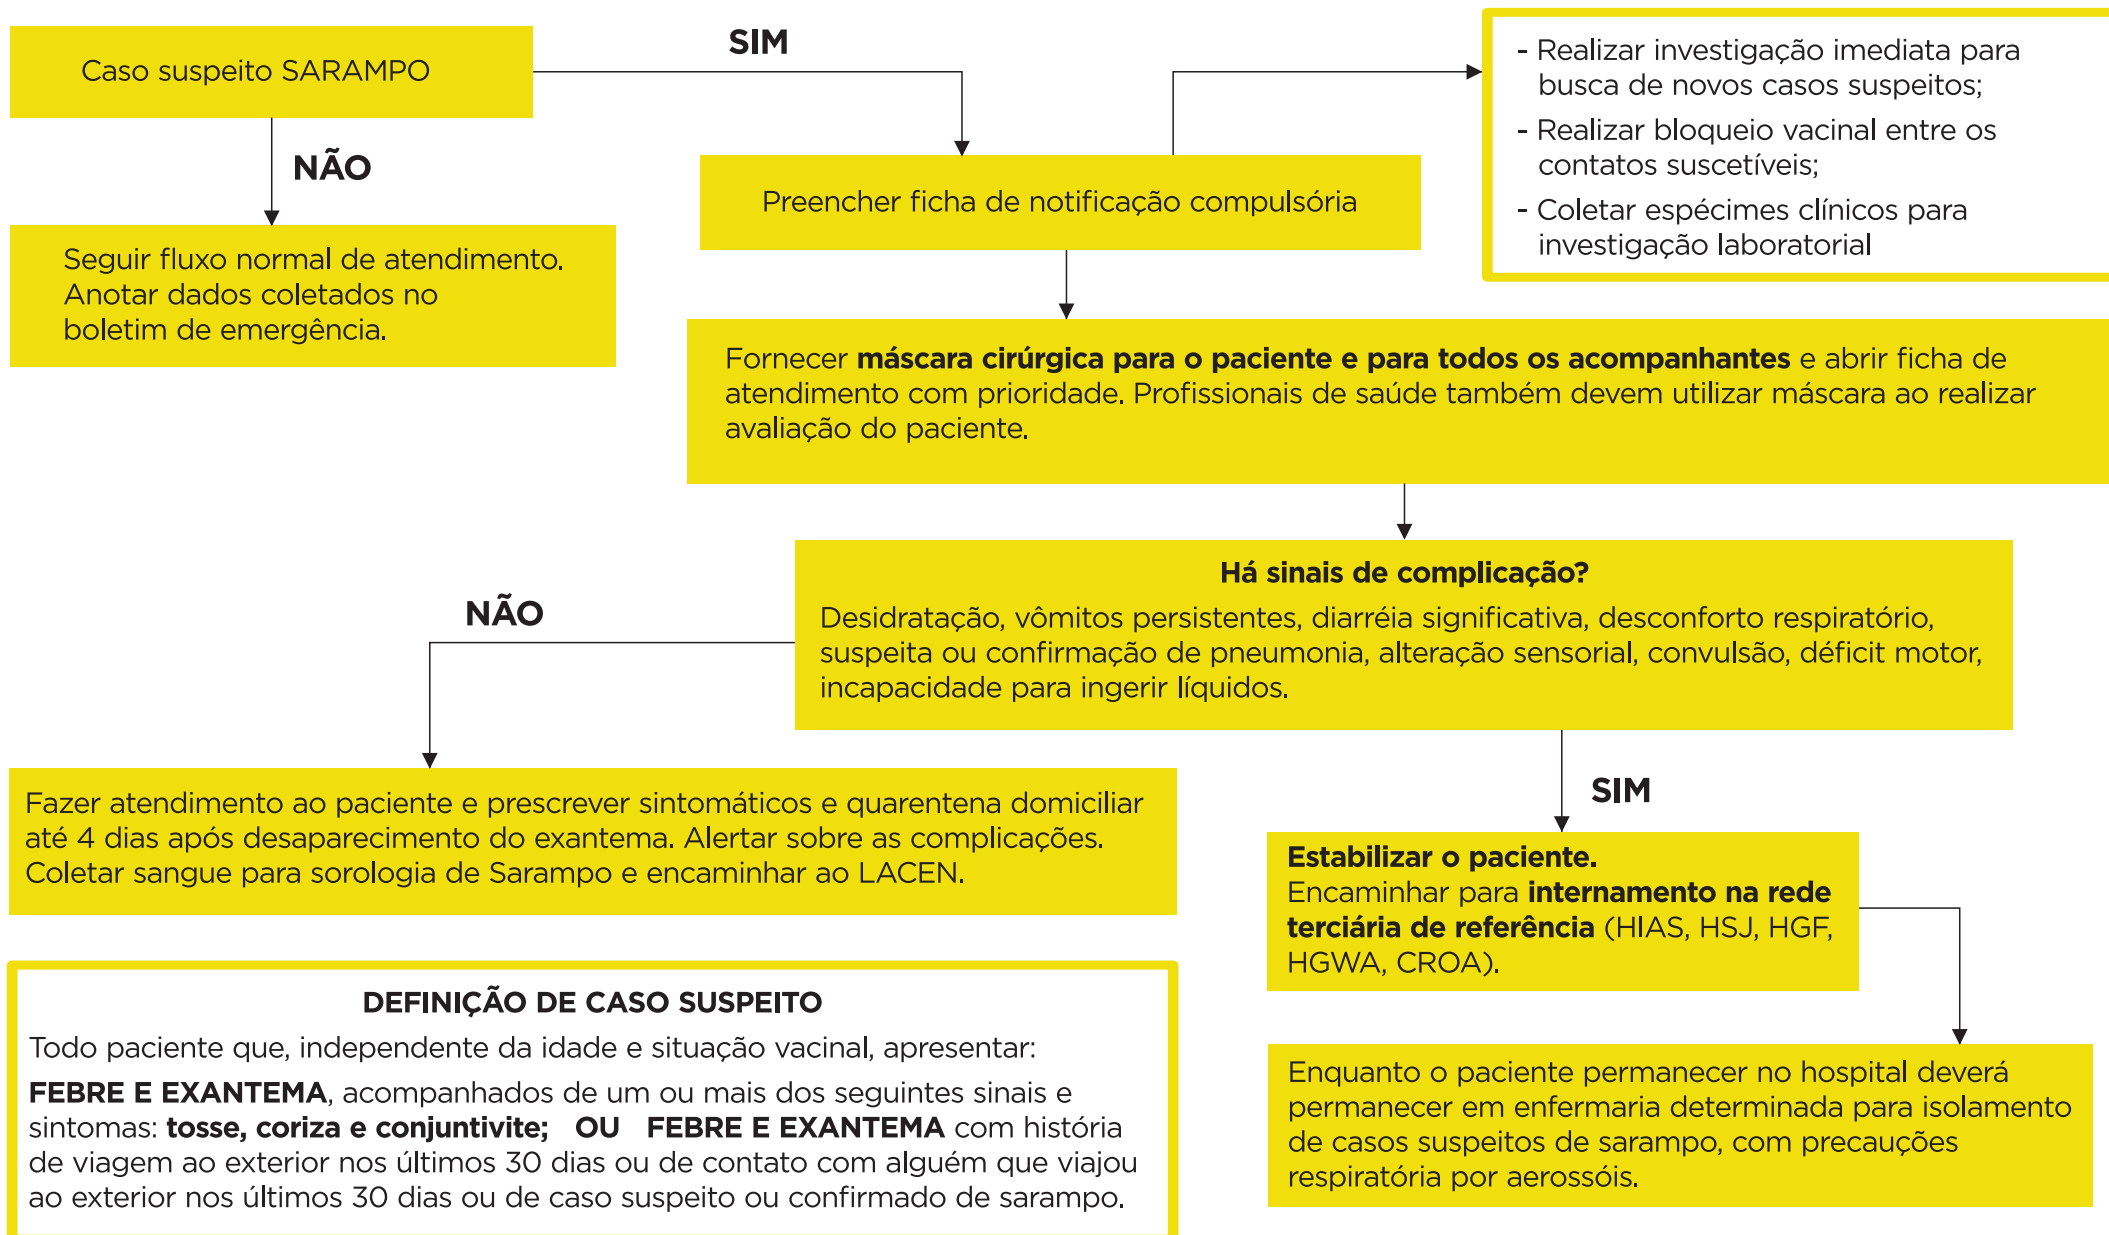 Caso suspeito SARAMPO
SIM
NÃO
Seguir fluxo normal de atendimento.
Anotar dados coletados no
boletim de emergência.
Preencher ficha de notificação compulsória
- Realizar investigação imediata para
busca de novos casos suspeitos;
- Realizar bloqueio vacinal entre os
contatos suscetíveis;
- Coletar espécimes clínicos para
investigação laboratorial
Fornecer máscara cirúrgica para o paciente e para todos os acompanhantes e abrir ficha de
atendimento com prioridade. Profissionais de saúde também devem utilizar máscara ao realizar
avaliação do paciente.
Há sinais de complicação?
Desidratação, vômitos persistentes, diarréia significativa, desconforto respiratório,
suspeita ou confirmação de pneumonia, alteração sensorial, convulsão, déficit motor,
incapacidade para ingerir líquidos.
NÃO
Fazer atendimento ao paciente e prescrever sintomáticos e quarentena domiciliar
até 4 dias após desaparecimento do exantema. Alertar sobre as complicações.
Coletar sangue para sorologia de Sarampo e encaminhar ao LACEN.
SIM
Estabilizar o paciente.
Encaminhar para internamento na rede
terciária de referência (HIAS, HSJ, HGF,
HGWA, CROA).
Enquanto o paciente permanecer no hospital deverá
permanecer em enfermaria determinada para isolamento
de casos suspeitos de sarampo, com precauções
respiratória por aerossóis.
DEFINIÇÃO DE CASO SUSPEITO
Todo paciente que, independente da idade e situação vacinal, apresentar:
FEBRE E EXANTEMA, acompanhados de um ou mais dos seguintes sinais e
sintomas: tosse, coriza e conjuntivite; OU FEBRE E EXANTEMA com história
de viagem ao exterior nos últimos 30 dias ou de contato com alguém que viajou
ao exterior nos últimos 30 dias ou de caso suspeito ou confirmado de sarampo.